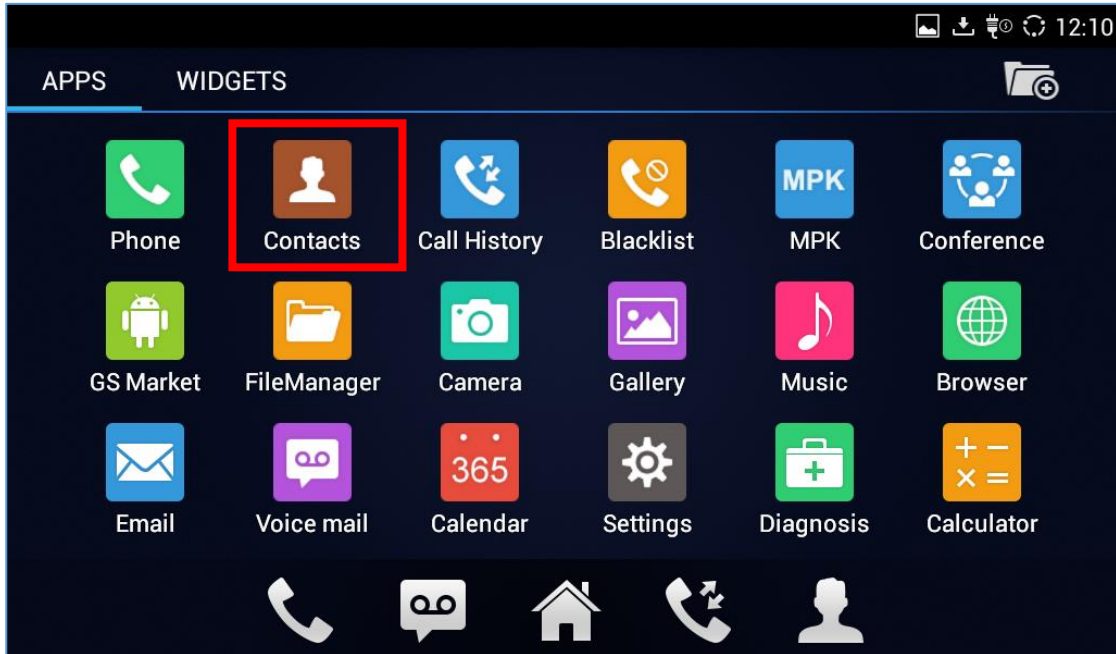 12:10
APPS WIDGETS
MPK
Phone Contacts Call History Blacklist MPK Conference
GS Market FileManager Camera Gallery Music Browser
365
Email Voice mail Calendar Settings Diagnosis Calculator